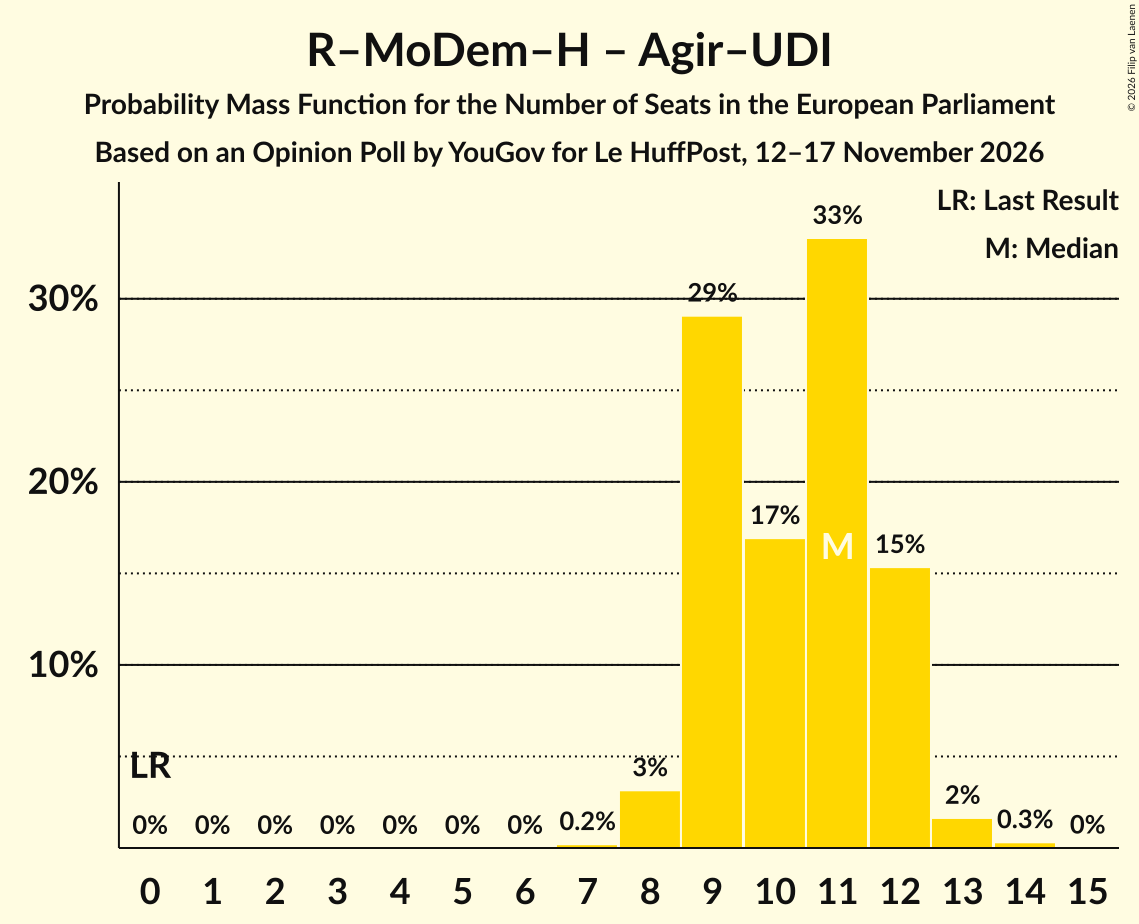 R–MoDem–H – Agir–UDI
Probability Mass Function for the Number of Seats in the European Parliament
Based on an Opinion Poll by YouGov for Le HuffPost, 12–17 November 2026
© 2026 Filip van Laenen
LR: Last Result
M: Median
33%
30%
29%
20%
17%
M
15%
10%
LR
3%
2%
0% 0% 0% 0% 0% 0% 0% 0.2% 0.3% 0%
0 1 2 3 4 5 6 7 8 9 10 11 12 13 14 15